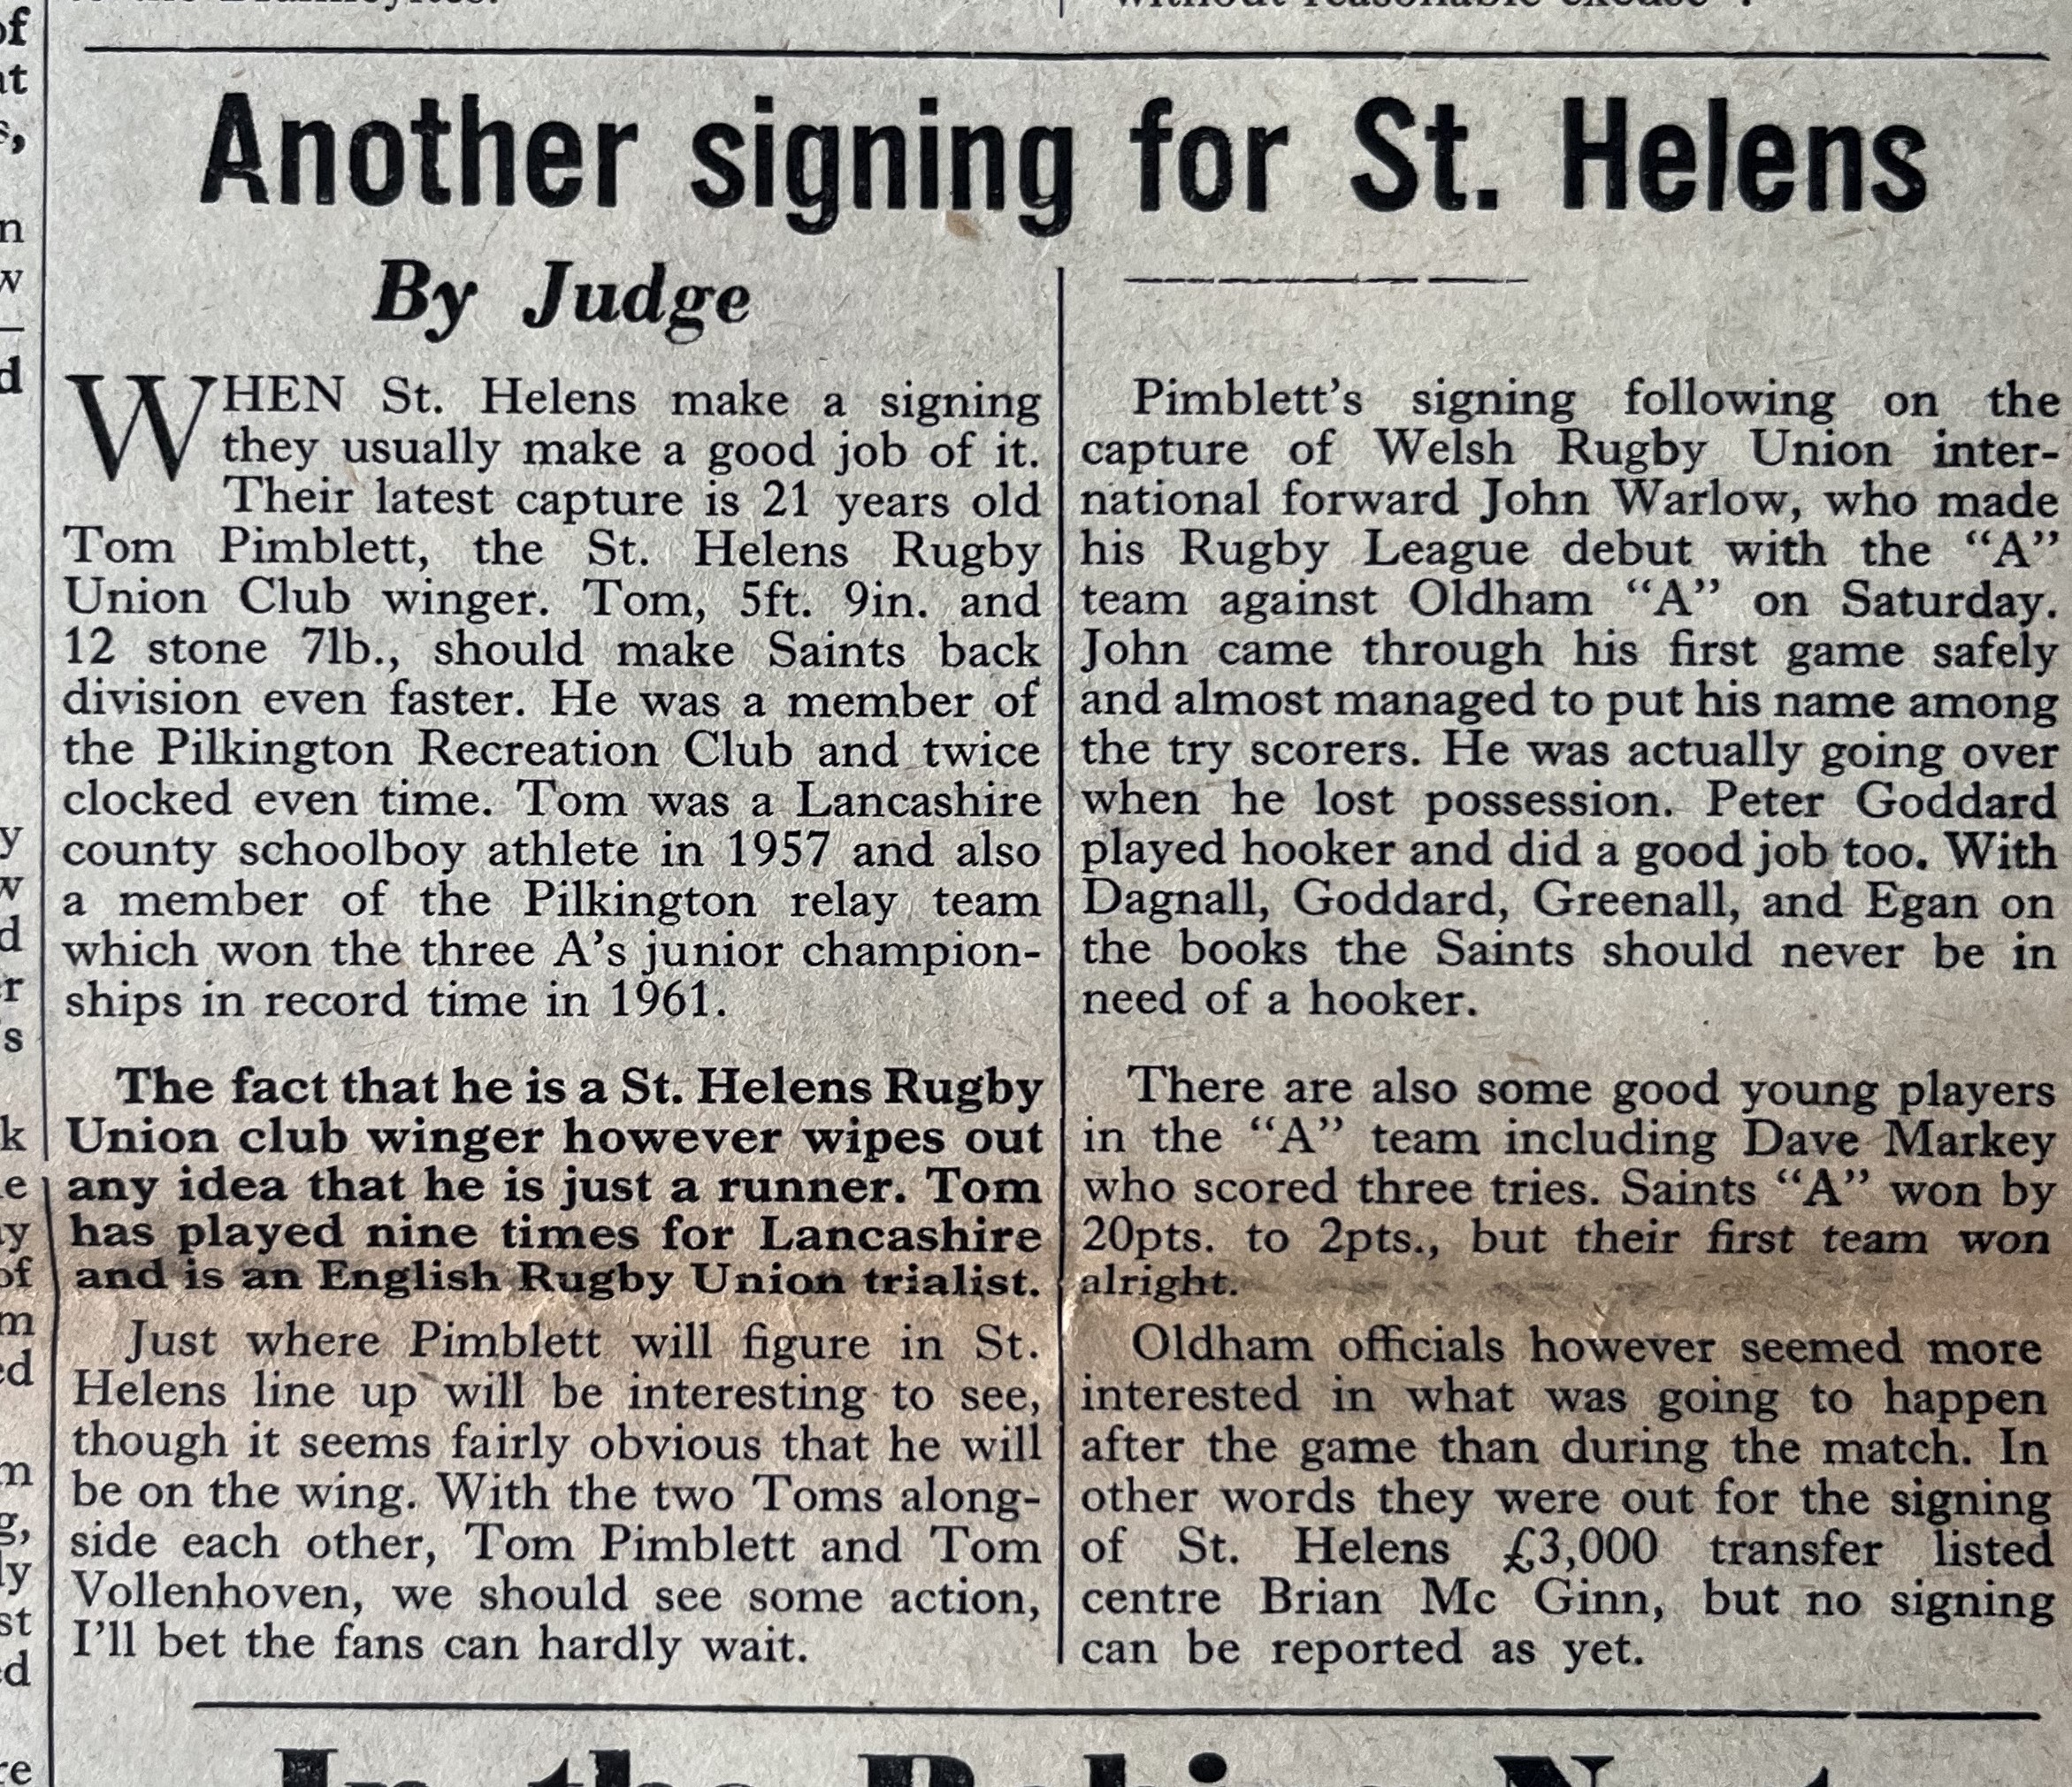 of
at
s,
n
w
d
y
w
d
er
's
k
e
y
of
m
ed
m
g,
ly
st
ed
re
without reasonable excuse".
Another signing for St. Helens
By Judge
WHEN St. Helens make a signing
they usually make a good job of it.
Their latest capture is 21 years old
Tom Pimblett, the St. Helens Rugby
Union Club winger. Tom, 5ft. 9in. and
12 stone 7lb., should make Saints back
division even faster. He was a member of
the Pilkington Recreation Club and twice
clocked even time. Tom was a Lancashire
county schoolboy athlete in 1957 and also
a member of the Pilkington relay team
which won the three A's junior champion-
ships in record time in 1961.
The fact that he is a St. Helens Rugby
Union club winger however wipes out
any idea that he is just a runner. Tom
has played nine times for Lancashire
and is an English Rugby Union trialist.
Just where Pimblett will figure in St.
Helens line up will be interesting to see,
though it seems fairly obvious that he will
be on the wing. With the two Toms along-
side each other, Tom Pimblett and Tom
Vollenhoven, we should see some action,
I'll bet the fans can hardly wait.
Pimblett's signing following on the
capture of Welsh Rugby Union inter-
national forward John Warlow, who made
his Rugby League debut with the "A"
team against Oldham "A" on Saturday.
John came through his first game safely
and almost managed to put his name among
the try scorers. He was actually going over
when he lost possession. Peter Goddard
played hooker and did a good job too. With
Dagnall, Goddard, Greenall, and Egan on
the books the Saints should never be in
need of a hooker.
There are also some good young players
in the "A" team including Dave Markey
who scored three tries. Saints "A" won by
20pts. to 2pts., but their first team won
alright.
Oldham officials however seemed more
interested in what was going to happen
after the game than during the match. In
other words they were out for the signing
of St. Helens £3,000 transfer listed
centre Brian Mc Ginn, but no signing
can be reported as yet.
In the